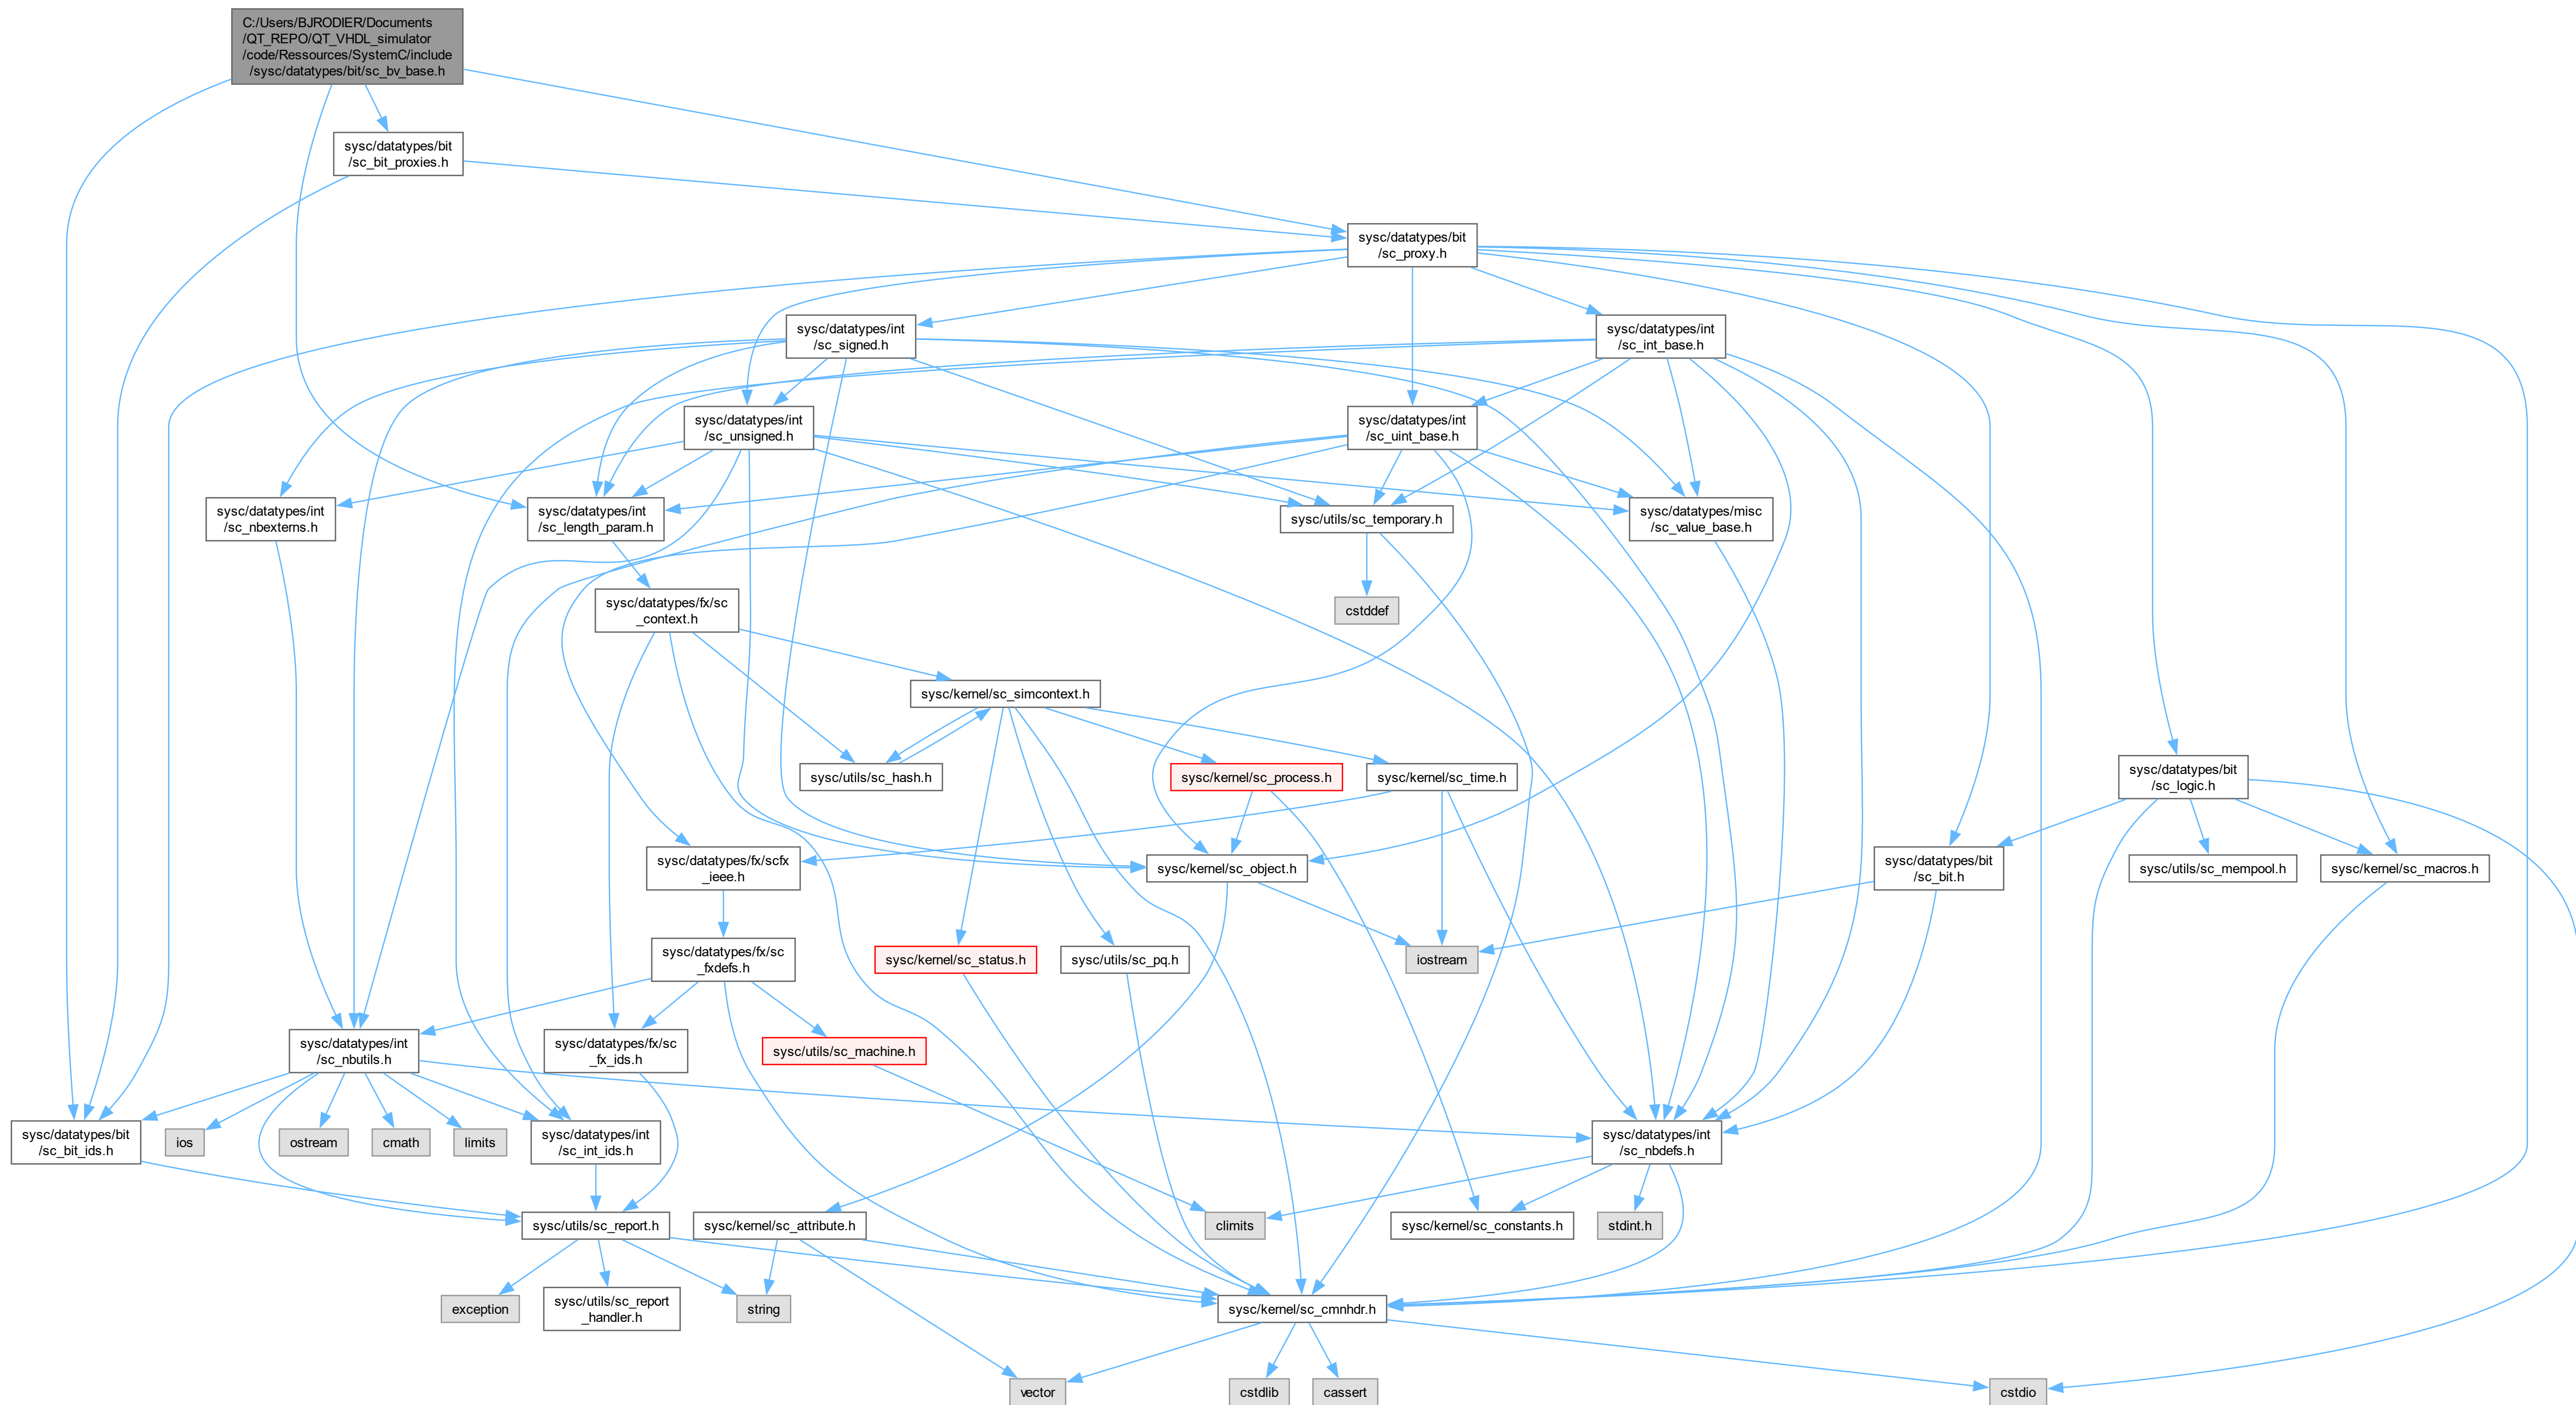 C:/Users/BJRODIER/Documents
/QT_REPO/QT_VHDL_simulator
/code/Ressources/SystemC/include
/sysc/datatypes/bit/sc_bv_base.h
sysc/datatypes/bit
/sc_bit_proxies.h
sysc/datatypes/bit
/sc_proxy.h
sysc/datatypes/int
/sc_signed.h
sysc/datatypes/int
/sc_int_base.h
sysc/datatypes/int
/sc_unsigned.h
sysc/datatypes/int
/sc_uint_base.h
sysc/datatypes/int
/sc_nbexterns.h
sysc/datatypes/int
/sc_length_param.h
sysc/utils/sc_temporary.h
sysc/datatypes/misc
/sc_value_base.h
sysc/datatypes/fx/sc
_context.h
cstddef
sysc/kernel/sc_simcontext.h
sysc/utils/sc_hash.h
sysc/kernel/sc_process.h
sysc/kernel/sc_time.h
sysc/datatypes/bit
/sc_logic.h
sysc/datatypes/fx/scfx
_ieee.h
sysc/kernel/sc_object.h
sysc/datatypes/bit
/sc_bit.h
sysc/utils/sc_mempool.h
sysc/kernel/sc_macros.h
sysc/datatypes/fx/sc
_fxdefs.h
sysc/kernel/sc_status.h
sysc/utils/sc_pq.h
iostream
sysc/datatypes/int
/sc_nbutils.h
sysc/datatypes/fx/sc
_fx_ids.h
sysc/utils/sc_machine.h
sysc/datatypes/bit
/sc_bit_ids.h
ios
ostream
cmath
limits
sysc/datatypes/int
/sc_int_ids.h
sysc/datatypes/int
/sc_nbdefs.h
sysc/utils/sc_report.h
sysc/kernel/sc_attribute.h
climits
sysc/kernel/sc_constants.h
stdint.h
exception
sysc/utils/sc_report
_handler.h
string
sysc/kernel/sc_cmnhdr.h
vector
cstdlib
cassert
cstdio